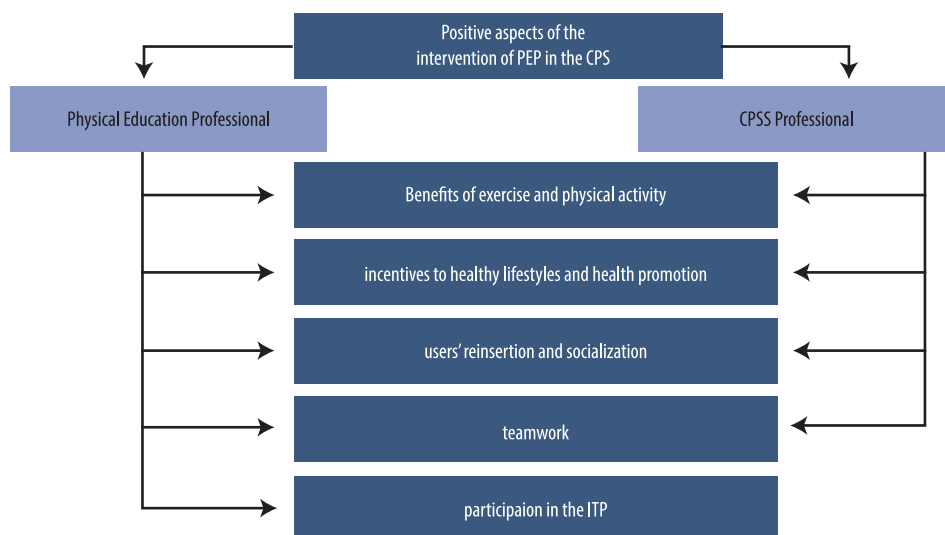 Positive aspects of the
intervention of PEP in the CPS
Physical Education Professional
CPSS Professional
Benefits of exercise and physical activity
incentives to healthy lifestyles and health promotion
users’ reinsertion and socialization
teamwork
participaion in the ITP